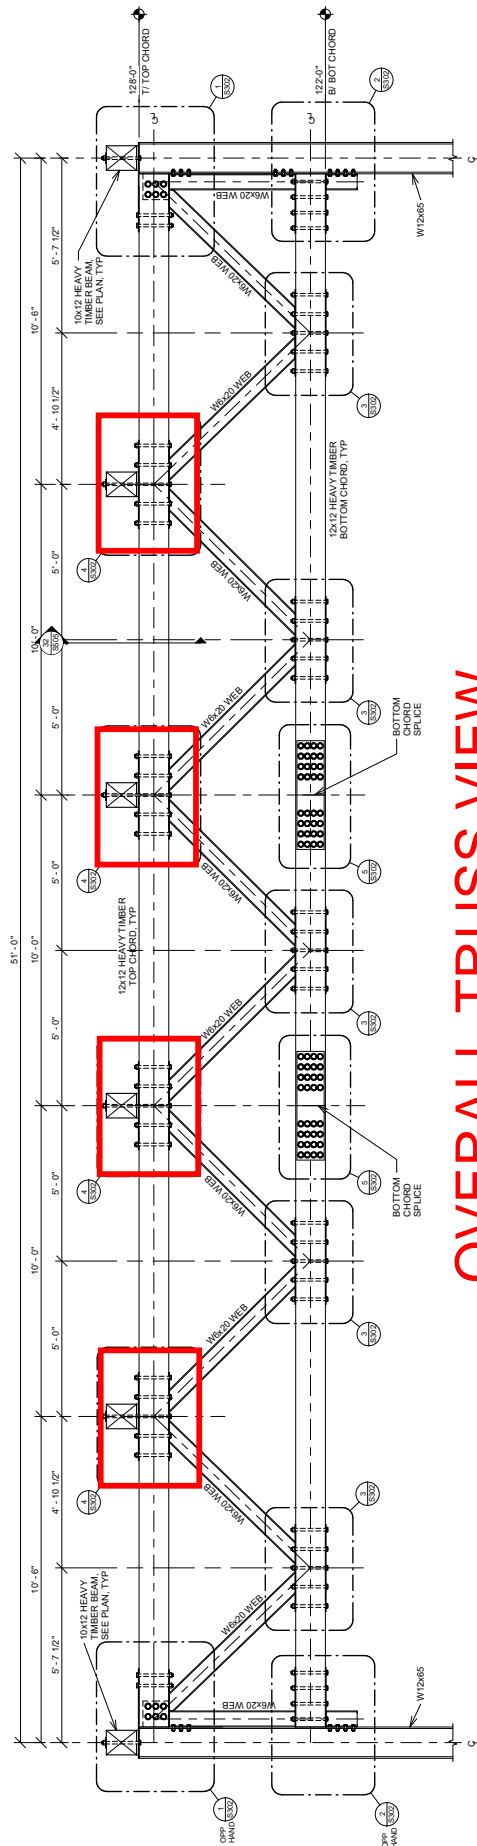 51' - 0"
10' - 6"
10' - 0"
10' - 0"
10' - 0"
10' - 6"
5' - 7 1/2"
4' - 10 1/2"
5' - 0"
5' - 0"
5' - 0"
5' - 0"
5' - 0"
5' - 0"
4' - 10 1/2"
5' - 7 1/2"
32
S5.05
10x12 HEAVY
TIMBER BEAM,
SEE PLAN, TYP
10x12 HEAVY
TIMBER BEAM,
SEE PLAN, TYP
4
S302
4
S302
4
S302
4
S302
128'-0"
T/ TOP CHORD
12x12 HEAVY TIMBER
TOP CHORD, TYP
1
S302
OPP
HAND
1
S302
W6x20 WEB
W6x20 WEB
W6x20 WEB
W6x20 WEB
W6x20 WEB
W6x20 WEB
W6x20 WEB
W6x20 WEB
W6x20 WEB
W6x20 WEB
W6x20 WEB
W6x20 WEB
122'-0"
B/ BOT CHORD
12x12 HEAVY TIMBER
BOTTOM CHORD, TYP
3
S302
3
S302
3
S302
3
S302
3
S302
5
S302
5
S302
BOTTOM
CHORD
SPLICE
BOTTOM
CHORD
SPLICE
2
S302
OPP
HAND
2
S302
W12x65
W12x65
OVERALL TRUSS VIEW